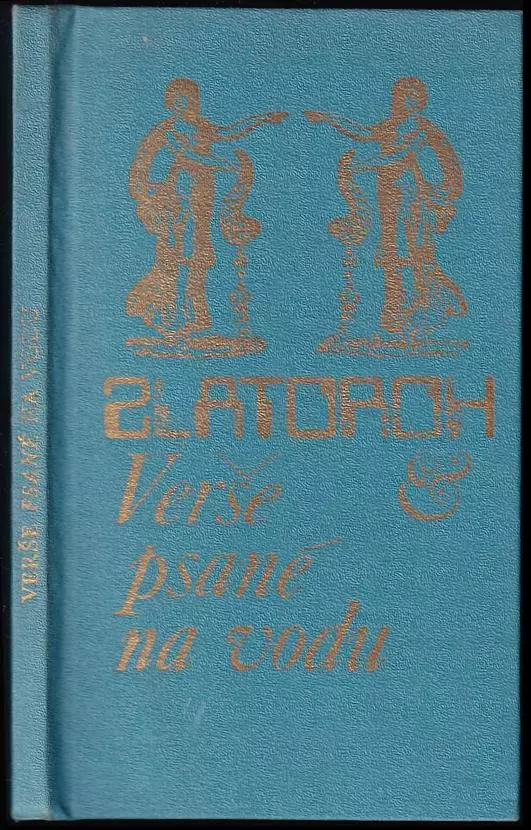 ZLATOROH
Verše &
psané
na vodu
VERŠE PSANÉ NA VODU